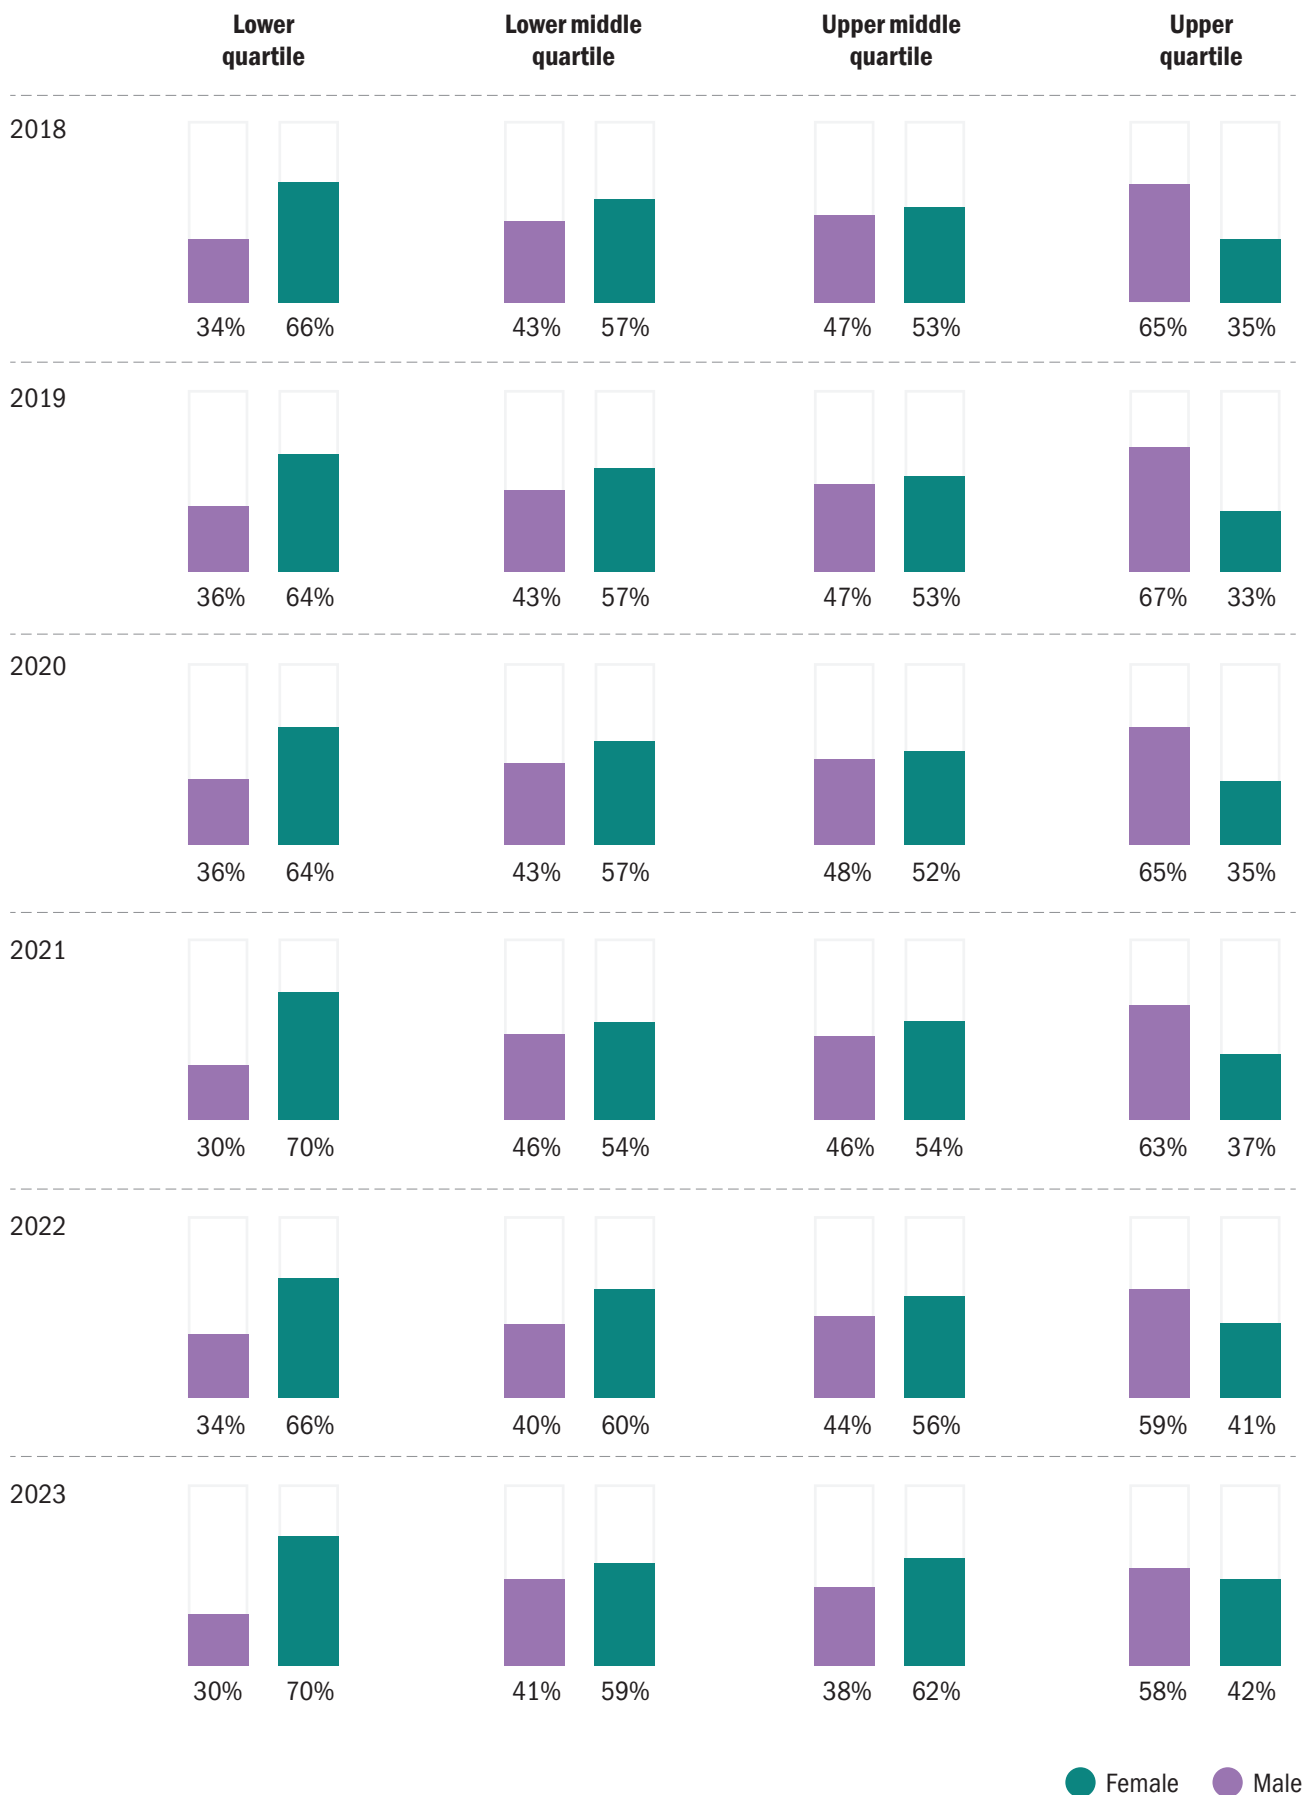 Lower quartile
Lower middle quartile
Upper middle quartile
Upper quartile
2018
34% 66% 43% 57% 47% 53% 65% 35%
2019
36% 64% 43% 57% 47% 53% 67% 33%
2020
36% 64% 43% 57% 48% 52% 65% 35%
2021
30% 70% 46% 54% 46% 54% 63% 37%
2022
34% 66% 40% 60% 44% 56% 59% 41%
2023
30% 70% 41% 59% 38% 62% 58% 42%
Female Male